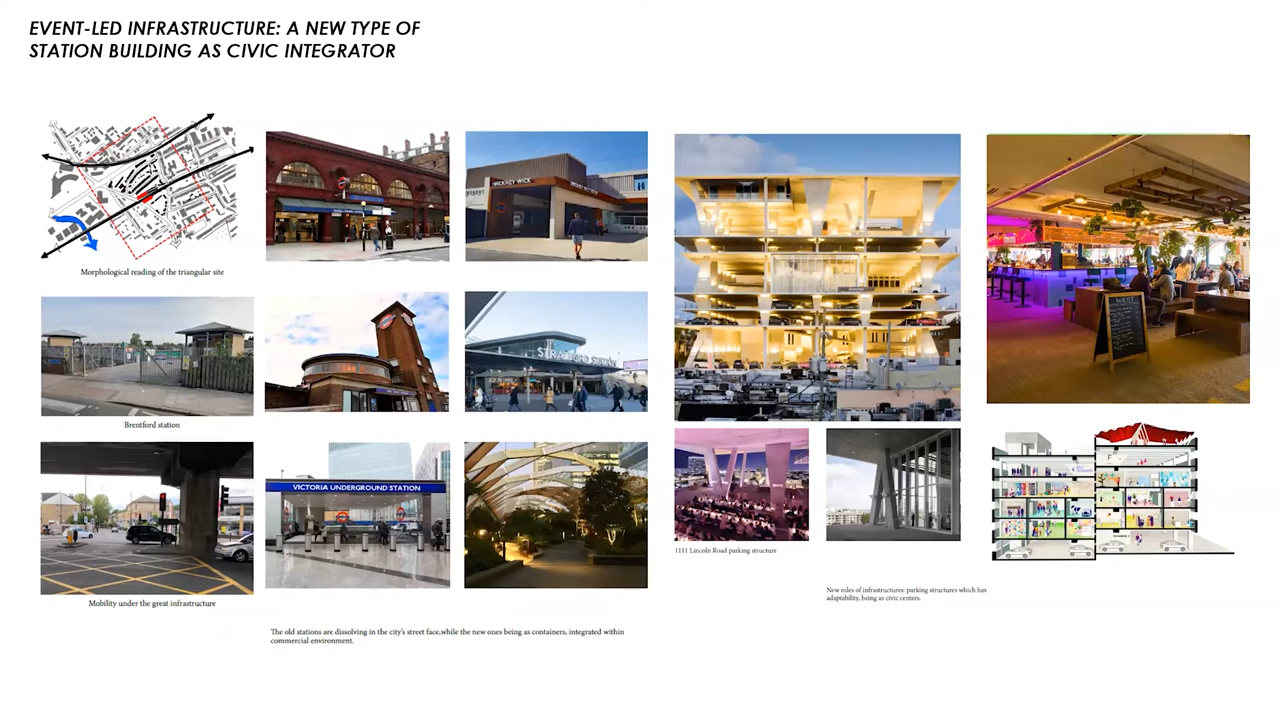 EVENT-LED INFRASTRUCTURE: A NEW TYPE OF
STATION BUILDING AS CIVIC INTEGRATOR
Morphological reading of the triangular site
HACKNEY WICK
Brentford station
STRATFORD STATION
WEST
Mobility under the great infrastructure
VICTORIA UNDERGROUND STATION
1111 Lincoln Road parking structure
New roles of infrastructures: parking structures which hav
adaptability, being as civic centers.
The old stations are dissolving in the city's street face,while the new ones being as containers, integrated within
commercial environment.